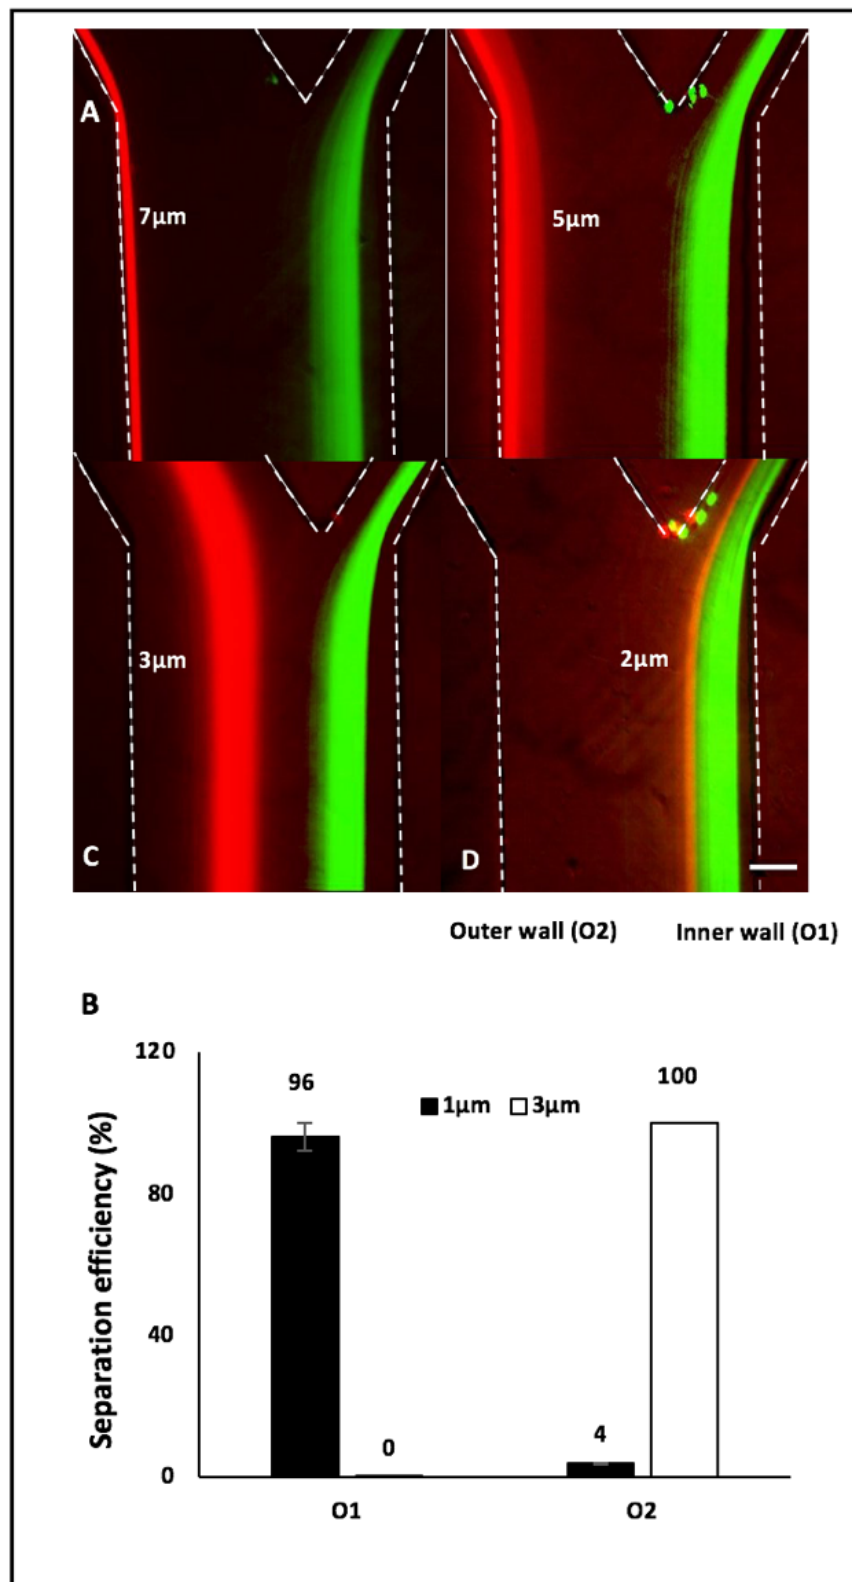 A
7µm
5µm
3µm
2µm
C
D
Outer wall (O2)
Inner wall (O1)
B
Separation efficiency (%)
120
80
40
0
96
100
1µm
3µm
0
4
O1
O2